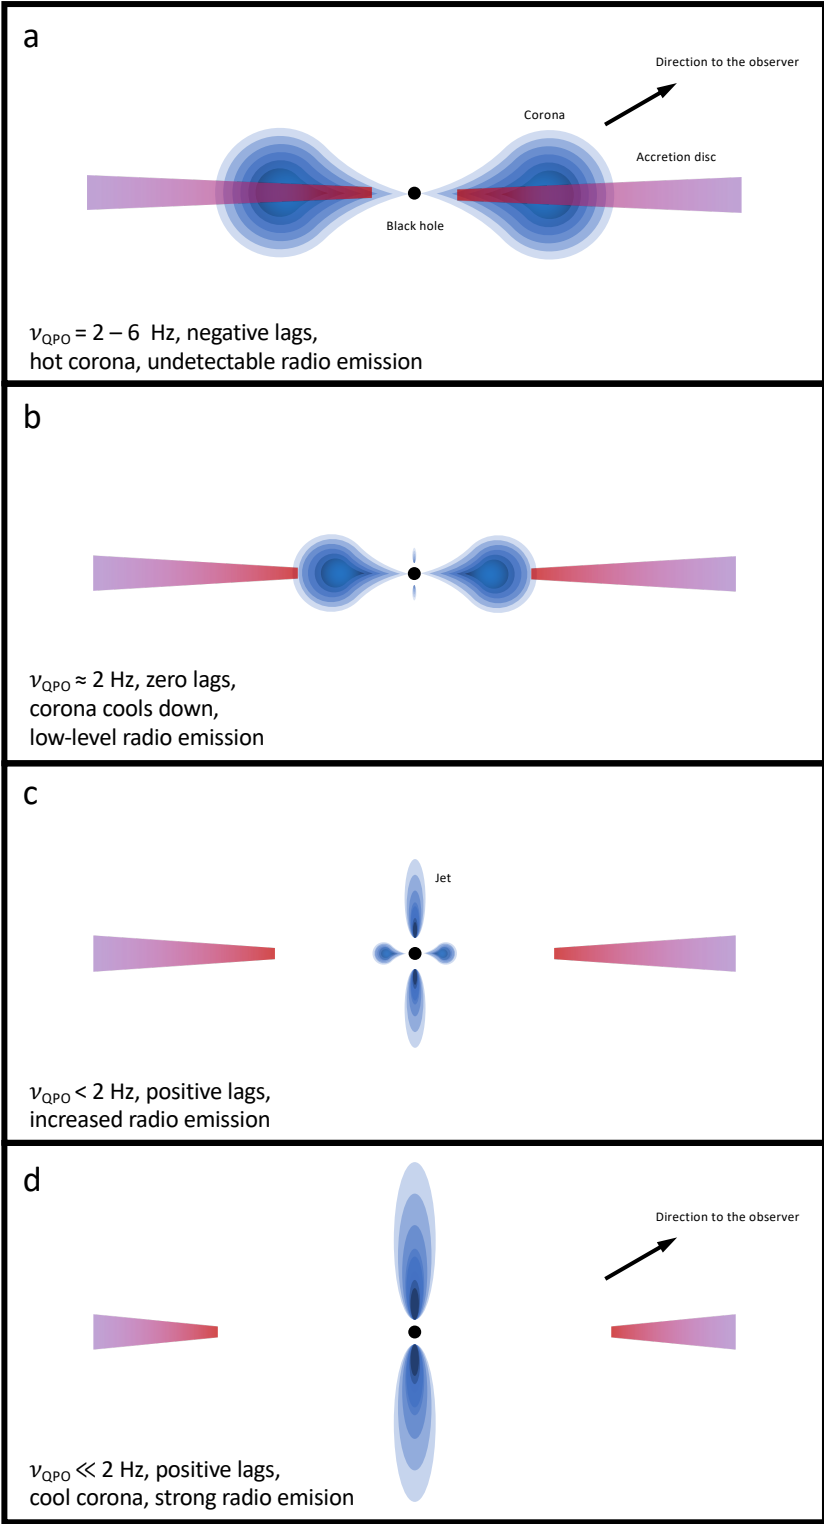 a
Direction to the observer
Corona
Accretion disc
Black hole
νQPO = 2 – 6 Hz, negative lags,
hot corona, undetectable radio emission
b
νQPO ≈ 2 Hz, zero lags,
corona cools down,
low-level radio emission
c
Jet
νQPO < 2 Hz, positive lags,
increased radio emission
d
Direction to the observer
νQPO ≪ 2 Hz, positive lags,
cool corona, strong radio emision